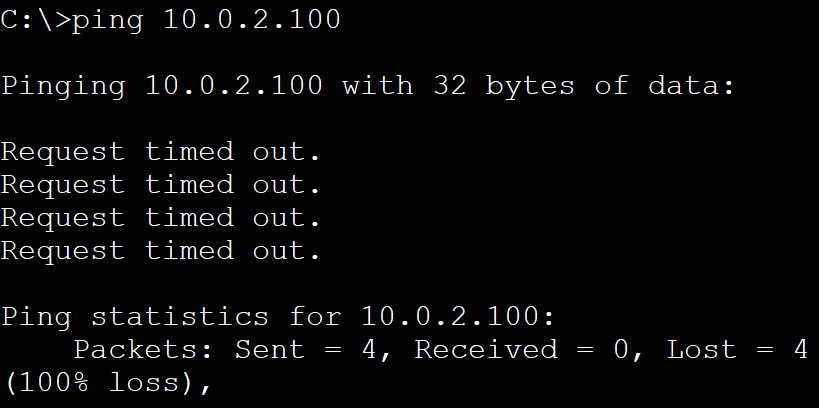 C:\>ping 10.0.2.100
Pinging 10.0.2.100 with 32 bytes of data:
Request timed out.
Request timed out.
Request timed out.
Request timed out.
Ping statistics for 10.0.2.100:
Packets: Sent = 4, Received = 0, Lost = 4
(100% loss),